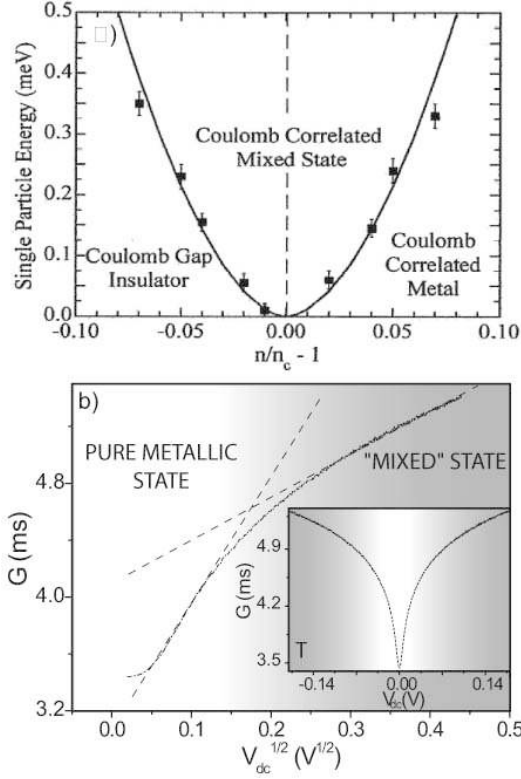 )
0.5
0.4
0.3
0.2
0.1
0.0
Single Particle Energy (meV)
Coulomb Correlated
Mixed State
Coulomb Gap
Insulator
Coulomb
Correlated
Metal
-0.10 -0.05 0.00 0.05 0.10
n/nc - 1
b)
PURE METALLIC
STATE
"MIXED" STATE
4.8
4.0
3.2
G (ms)
4.9
4.2
3.5
G (ms)
T
-0.14 0.00 0.14
Vdc(V)
0.0 0.1 0.2 0.3 0.4 0.5
Vdc^1/2 (V^1/2)